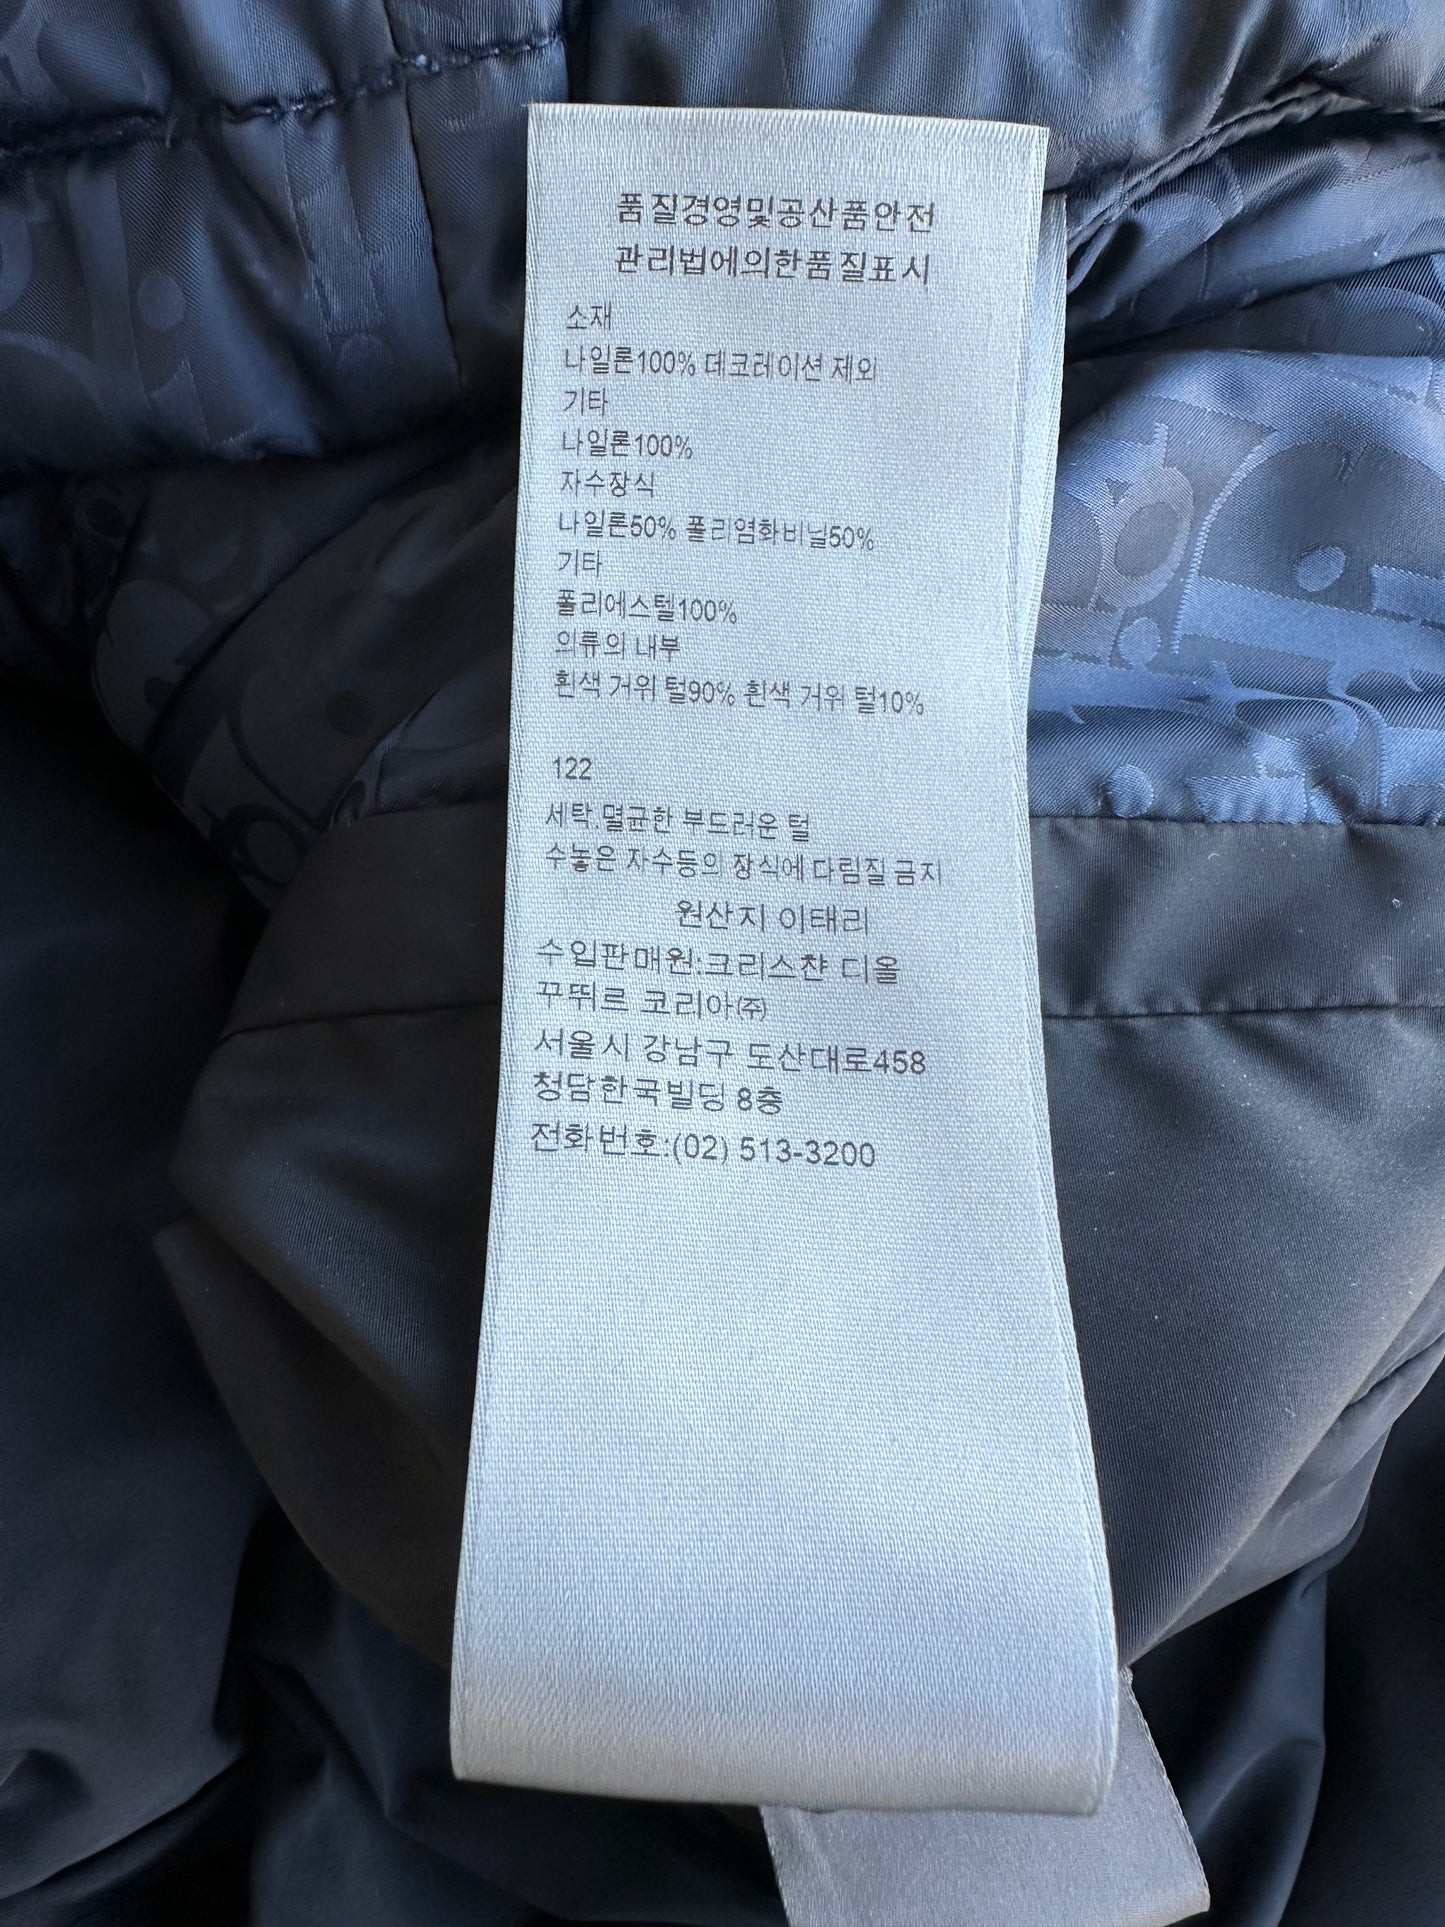 품질경영및공산품안전
관리법에의한품질표시
소재
나일론100% 데코레이션 제외
기타
나일론100%
자수장식
나일론50% 폴리염화비닐50%
기타
폴리에스텔100%
의류의 내부
흰색 거위 털90% 흰색 거위 털10%
122
세탁.멸균한 부드러운 털
수놓은 자수등의 장식에 다림질 금지
원산지 이태리
수입판매원:크리스챤 디올
꾸뛰르 코리아㈜
서울시 강남구 도산대로458
청담한국빌딩 8층
전화번호:(02) 513-3200